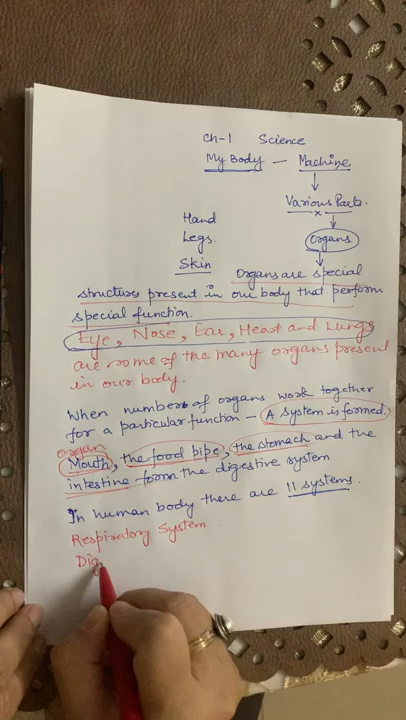 Ch-1 Science
My Body - Machine
Various Parts.
x
Hand
Legs.
Organs
Skin
Organs are special
structures present in our body that perform
special function.
Eye, Nose, Ear, Heart and Lungs
are some of the many organs present
in our body.
When number of organs work together
for a particular function - A system is formed.
organ
Mouth, the food pipe, the stomach and the
intestine form the digestive system
In human body there are 11 systems.
Respiratory System
Dig